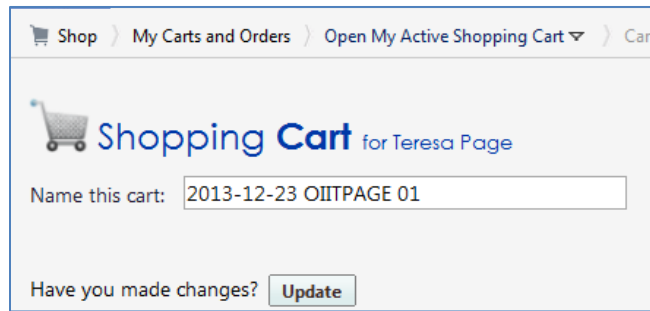 Shop 〉 My Carts and Orders 〉 Open My Active Shopping Cart ▾ 〉 Car
Shopping Cart for Teresa Page
Name this cart: 2013-12-23 OIITPAGE 01
Have you made changes? Update